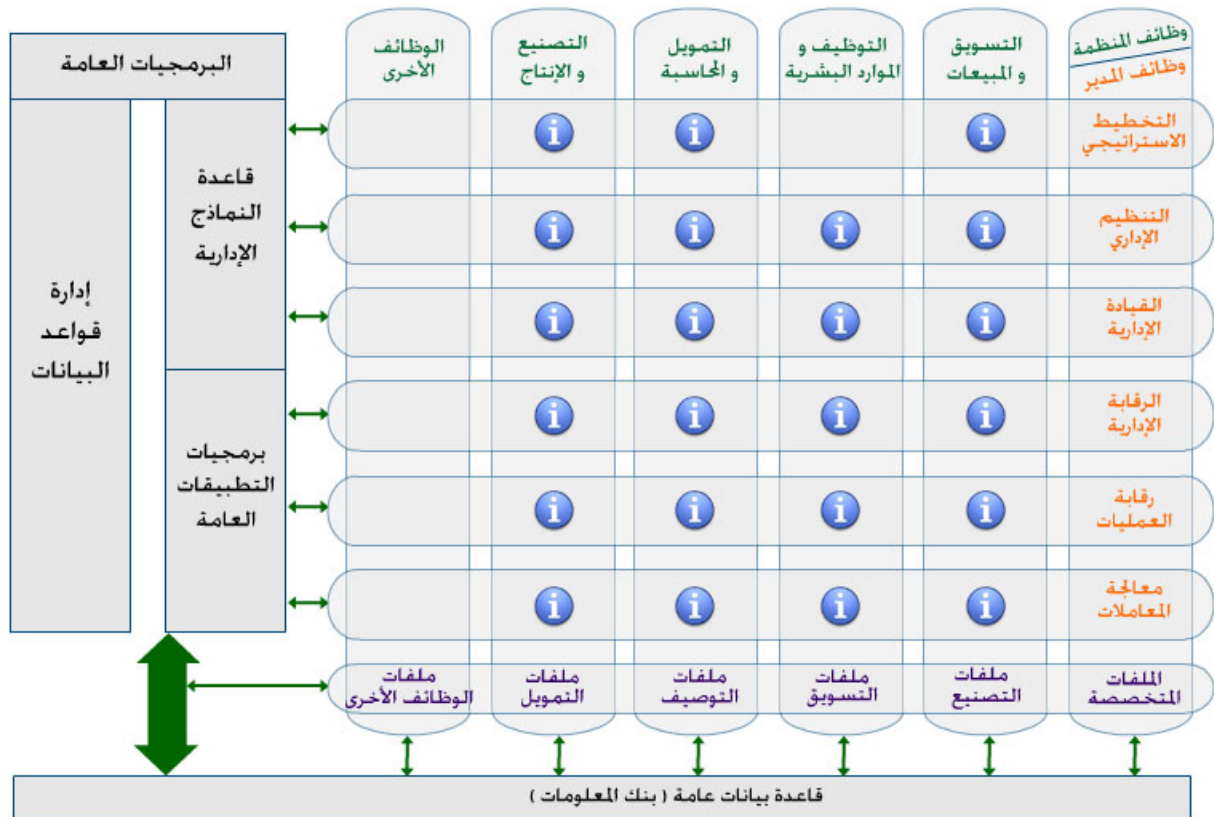 وظائف المنظمة
وظائف المدير
التسويق
و المبيعات
التوظيف و
الموارد البشرية
التمويل
و المحاسبة
التصنيع
و الإنتاج
الوظائف
الأخرى
البرمجيات العامة
التخطيط
الاستراتيجي
التنظيم
الإداري
القيادة
الإدارية
الرقابة
الإدارية
رقابة
العمليات
معالجة
المعاملات
قاعدة
النماذج
الإدارية
برمجيات
التطبيقات
العامة
إدارة
قواعد
البيانات
الملفات
المتخصصة
ملفات
التصنيع
ملفات
التسويق
ملفات
التوصيف
ملفات
التمويل
ملفات
الوظائف الأخرى
قاعدة بيانات عامة ( بنك المعلومات )